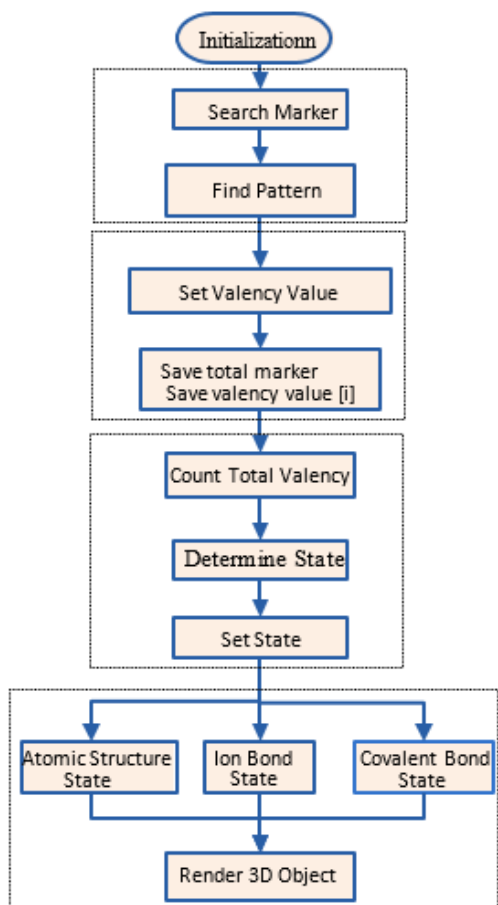 Initializationn
Search Marker
Find Pattern
Set Valency Value
Save total marker
Save valency value [i]
Count Total Valency
Determine State
Set State
Atomic Structure
State
Ion Bond
State
Covalent Bond
State
Render 3D Object